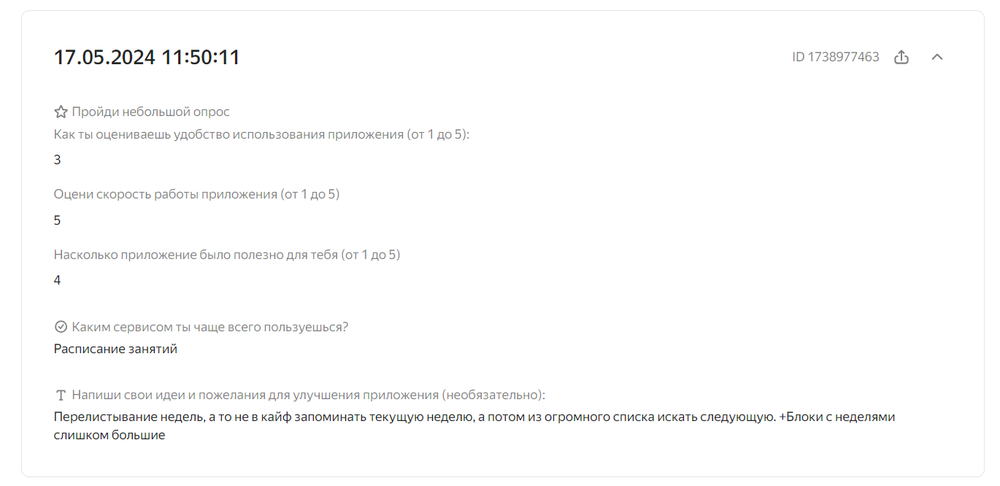 17.05.2024 11:50:11
ID 1738977463
Пройди небольшой опрос
Как ты оцениваешь удобство использования приложения (от 1 до 5):
3
Оцени скорость работы приложения (от 1 до 5)
5
Насколько приложение было полезно для тебя (от 1 до 5)
4
Каким сервисом ты чаще всего пользуешься?
Расписание занятий
Напиши свои идеи и пожелания для улучшения приложения (необязательно):
Перелистывание недель, а то не в кайф запоминать текущую неделю, а потом из огромного списка искать следующую. +Блоки с неделями
слишком большие